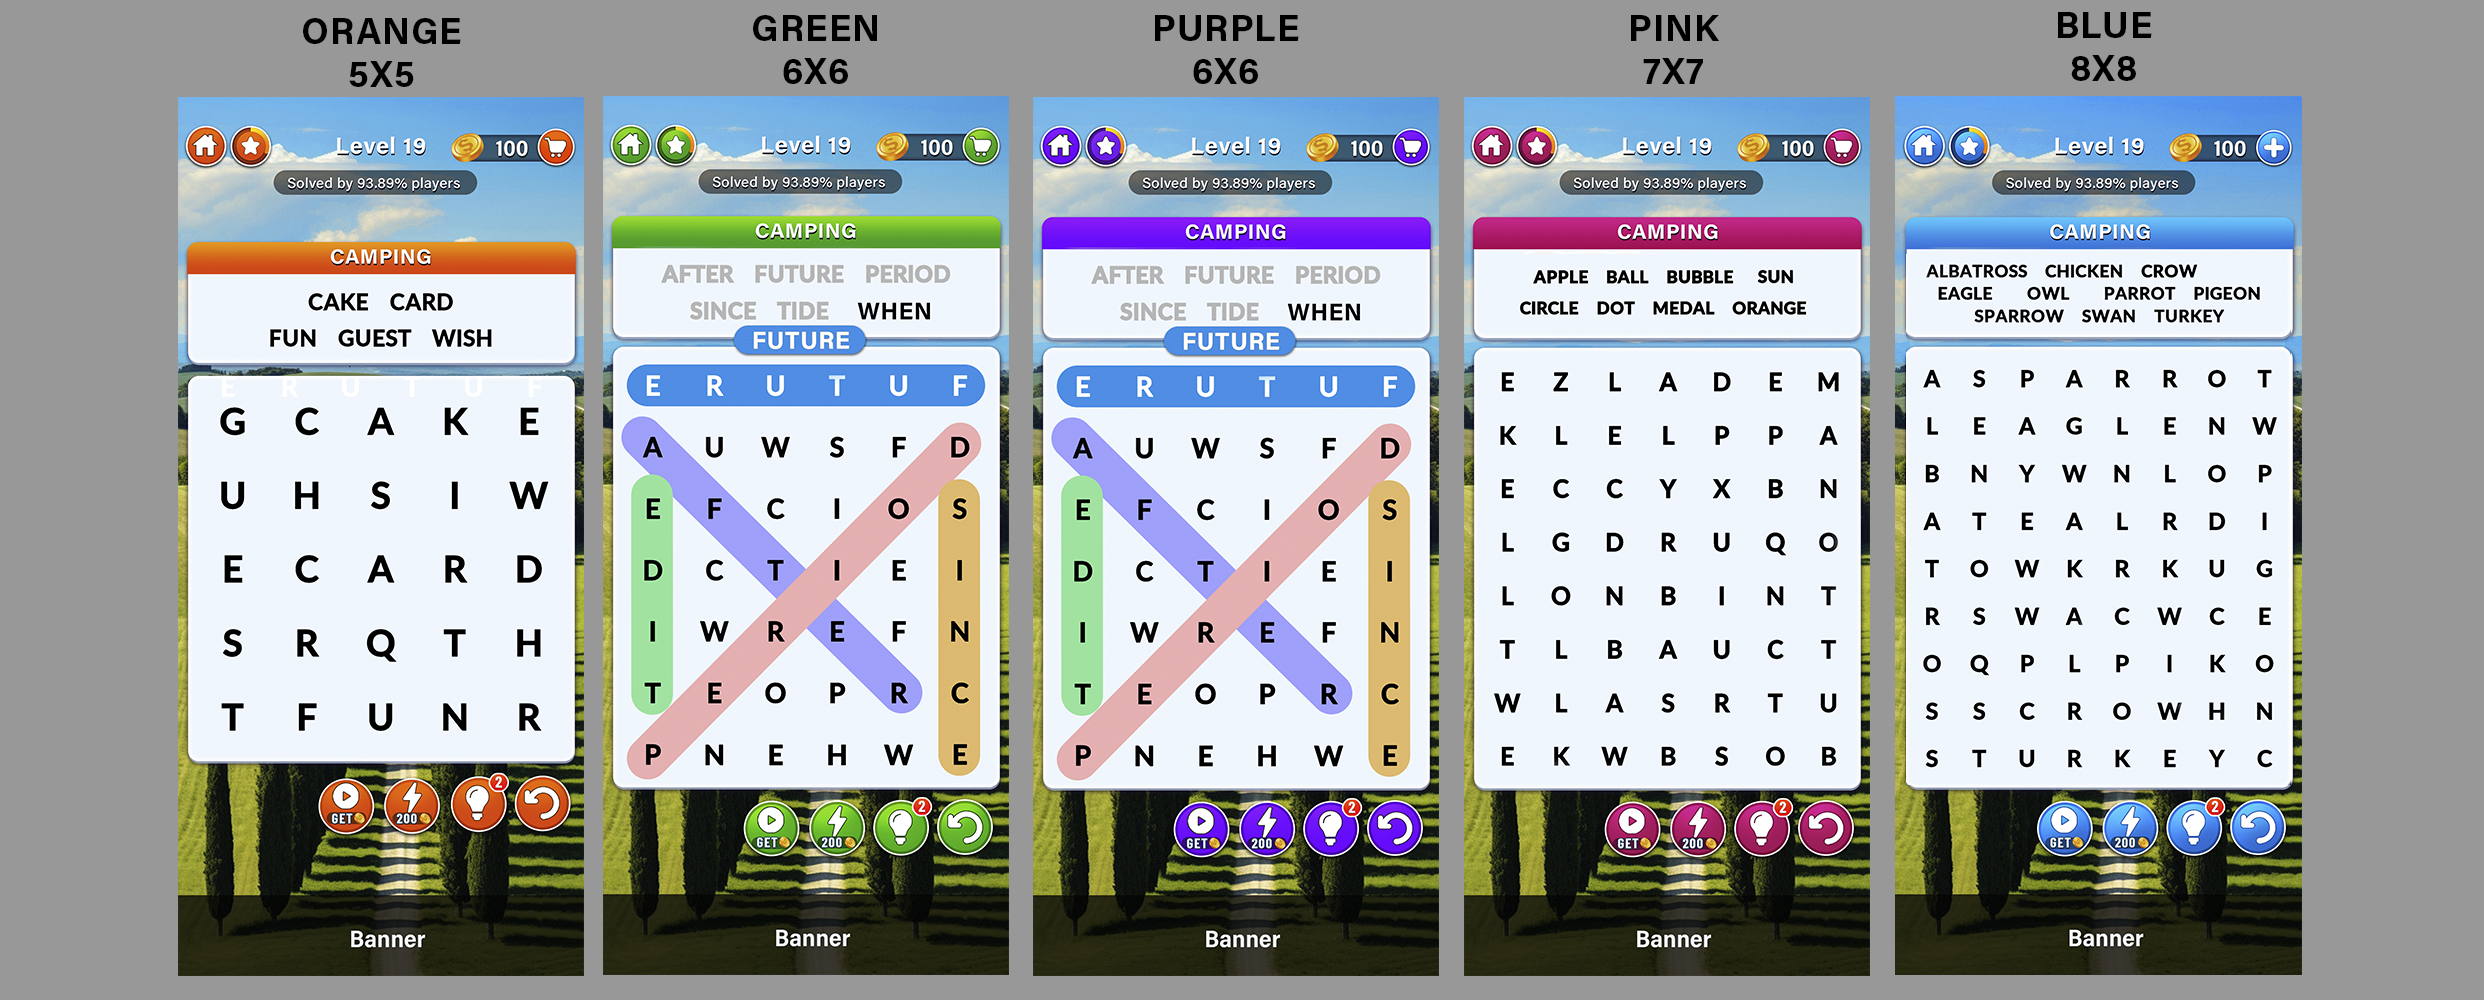 ORANGE
5X5
Level 19
100
Solved by 93.89% players
CAMPING
CAKE CARD
FUN GUEST WISH
E R U T U F
G C A K E
U H S I W
E C A R D
S R Q T H
T F U N R
GET 200 2
Banner
GREEN
6X6
Level 19
100
Solved by 93.89% players
CAMPING
AFTER FUTURE PERIOD
SINCE TIDE WHEN
FUTURE
E R U T U F
A U W S F D
E F C I O S
D C T I E I
I W R E F N
T E O P R C
P N E H W E
GET 200 2
Banner
PURPLE
6X6
Level 19
100
Solved by 93.89% players
CAMPING
AFTER FUTURE PERIOD
SINCE TIDE WHEN
FUTURE
E R U T U F
A U W S F D
E F C I O S
D C T I E I
I W R E F N
T E O P R C
P N E H W E
GET 200 2
Banner
PINK
7X7
Level 19
100
Solved by 93.89% players
CAMPING
APPLE BALL BUBBLE SUN
CIRCLE DOT MEDAL ORANGE
E Z L A D E M
K L E L P P A
E C C Y X B N
L G D R U Q O
L O N B I N T
T L B A U C T
W L A S R T U
E K W B S O B
GET 200 2
Banner
BLUE
8X8
Level 19
100
Solved by 93.89% players
CAMPING
ALBATROSS CHICKEN CROW
EAGLE OWL PARROT PIGEON
SPARROW SWAN TURKEY
A S P A R R O T
L E A G L E N W
B N Y W N L O P
A T E A L R D I
T O W K R K U G
R S W A C W C E
O Q P L P I K O
S S C R O W H N
S T U R K E Y C
GET 200 2
Banner